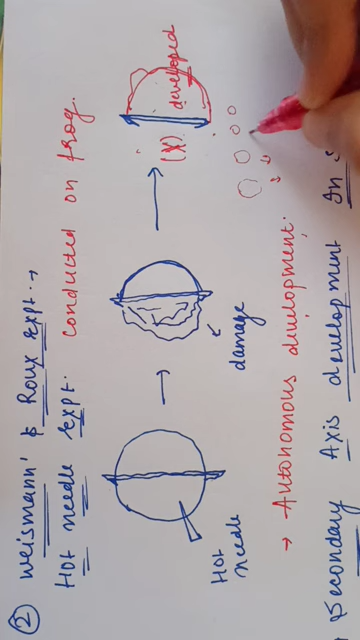 ② Weismann' & Roux expt. →
Hot needle expt. conducted on frog.
Hot needle
damage
(X) developed
→ Autonomous development.
Secondary Axis development In